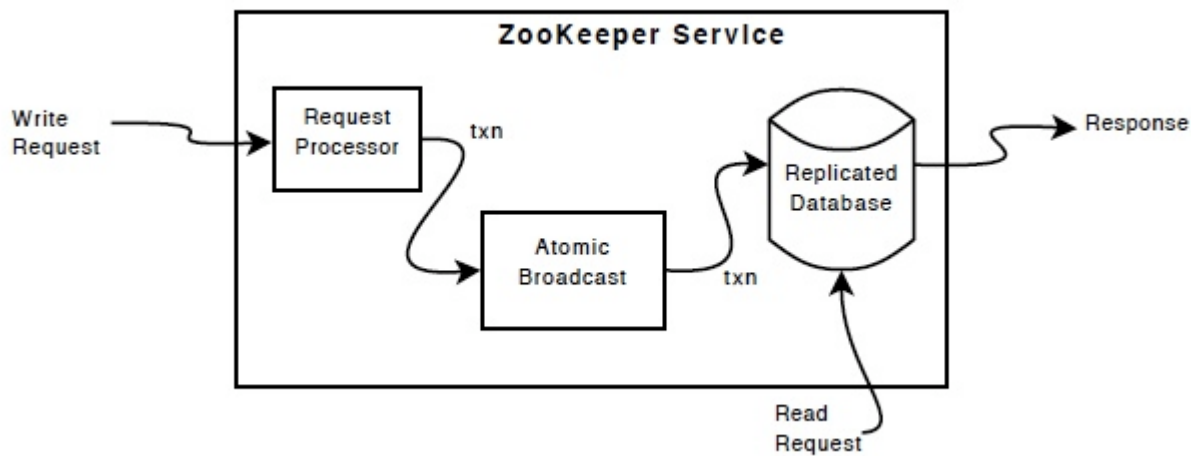 ZooKeeper Service
Write
Request
Request
Processor
txn
Atomic
Broadcast
txn
Replicated
Database
Response
Read
Request